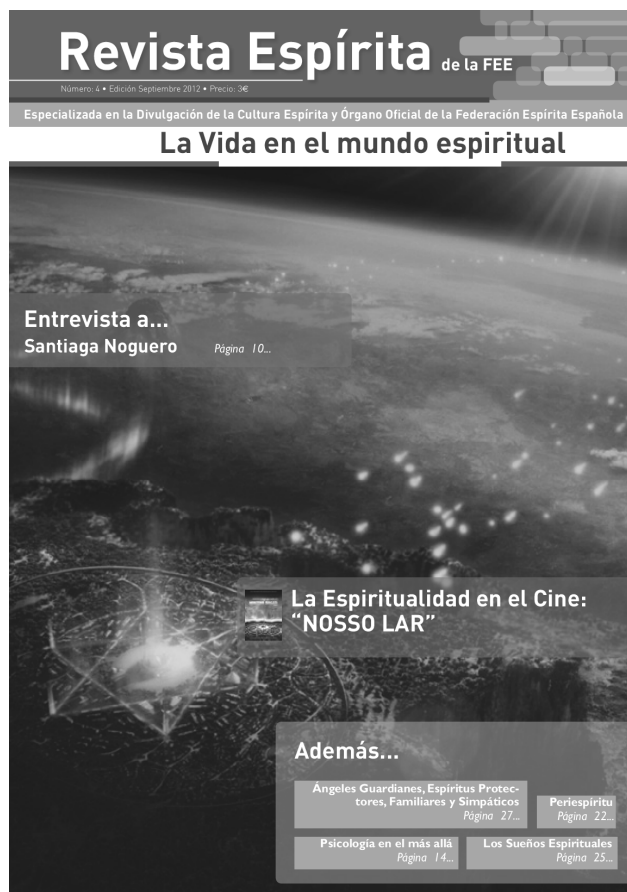 Revista Espírita de la FEE
Número: 4 • Edición Septiembre 2012 • Precio: 3€
Especializada en la Divulgación de la Cultura Espírita y Órgano Oficial de la Federación Espírita Española
La Vida en el mundo espiritual
Entrevista a...
Santiaga Noguero Página 10...
La Espiritualidad en el Cine:
“NOSSO LAR”
Además...
Ángeles Guardianes, Espíritus Protec-
tores, Familiares y Simpáticos
Página 27...
Periespíritu
Página 22...
Psicología en el más allá
Página 14...
Los Sueños Espirituales
Página 25...